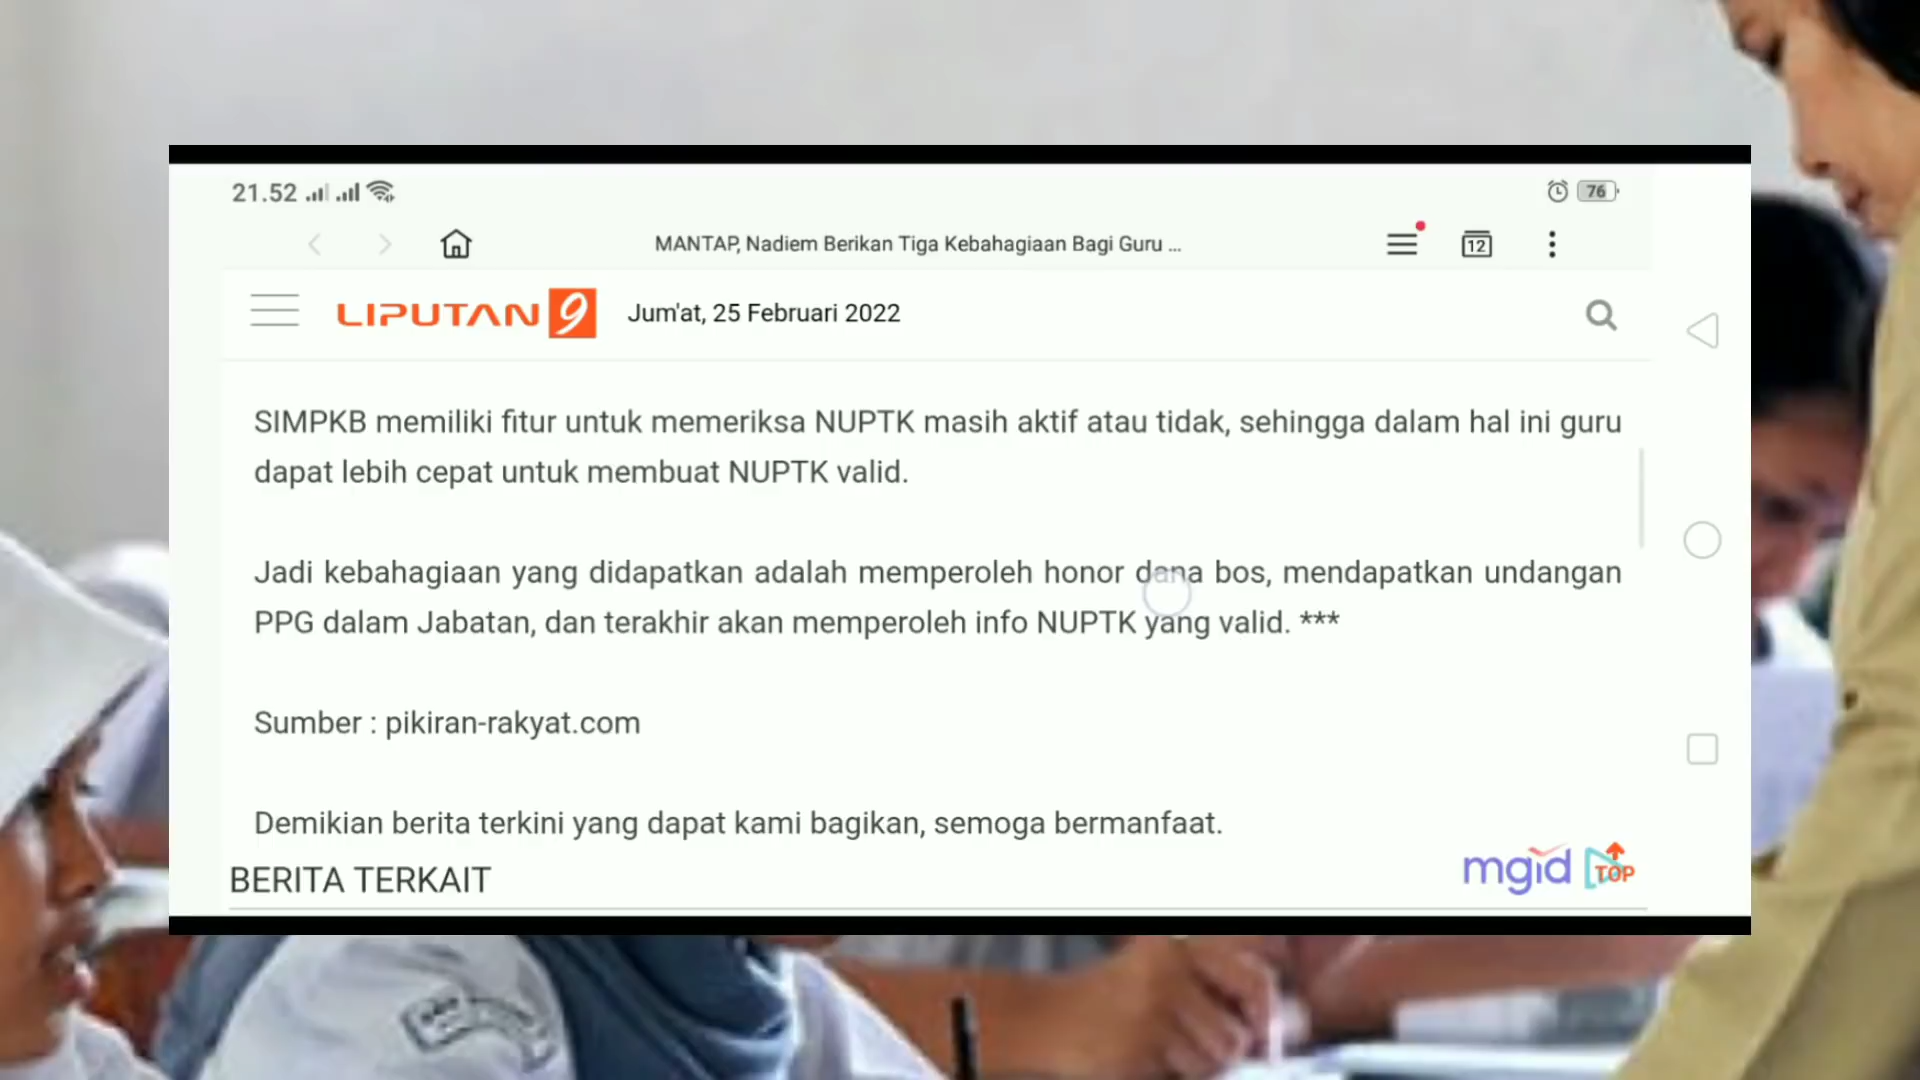 21.52
76
MANTAP, Nadiem Berikan Tiga Kebahagiaan Bagi Guru ...
12
LIPUTAN 9
Jum'at, 25 Februari 2022
SIMPKB memiliki fitur untuk memeriksa NUPTK masih aktif atau tidak, sehingga dalam hal ini guru
dapat lebih cepat untuk membuat NUPTK valid.
Jadi kebahagiaan yang didapatkan adalah memperoleh honor dana bos, mendapatkan undangan
PPG dalam Jabatan, dan terakhir akan memperoleh info NUPTK yang valid. ***
Sumber : pikiran-rakyat.com
Demikian berita terkini yang dapat kami bagikan, semoga bermanfaat.
BERITA TERKAIT
mgid
TOP